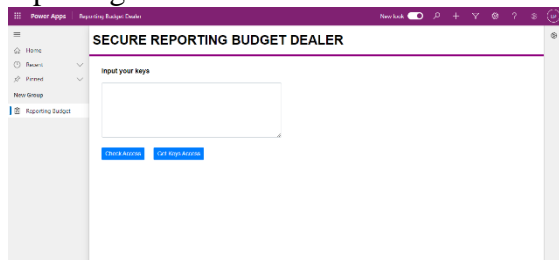 Power Apps Reporting Budget Dealer New look
Home
Recent
Pinned
New Group
Reporting Budget
SECURE REPORTING BUDGET DEALER
Input your keys
Check Access Get Keys Access